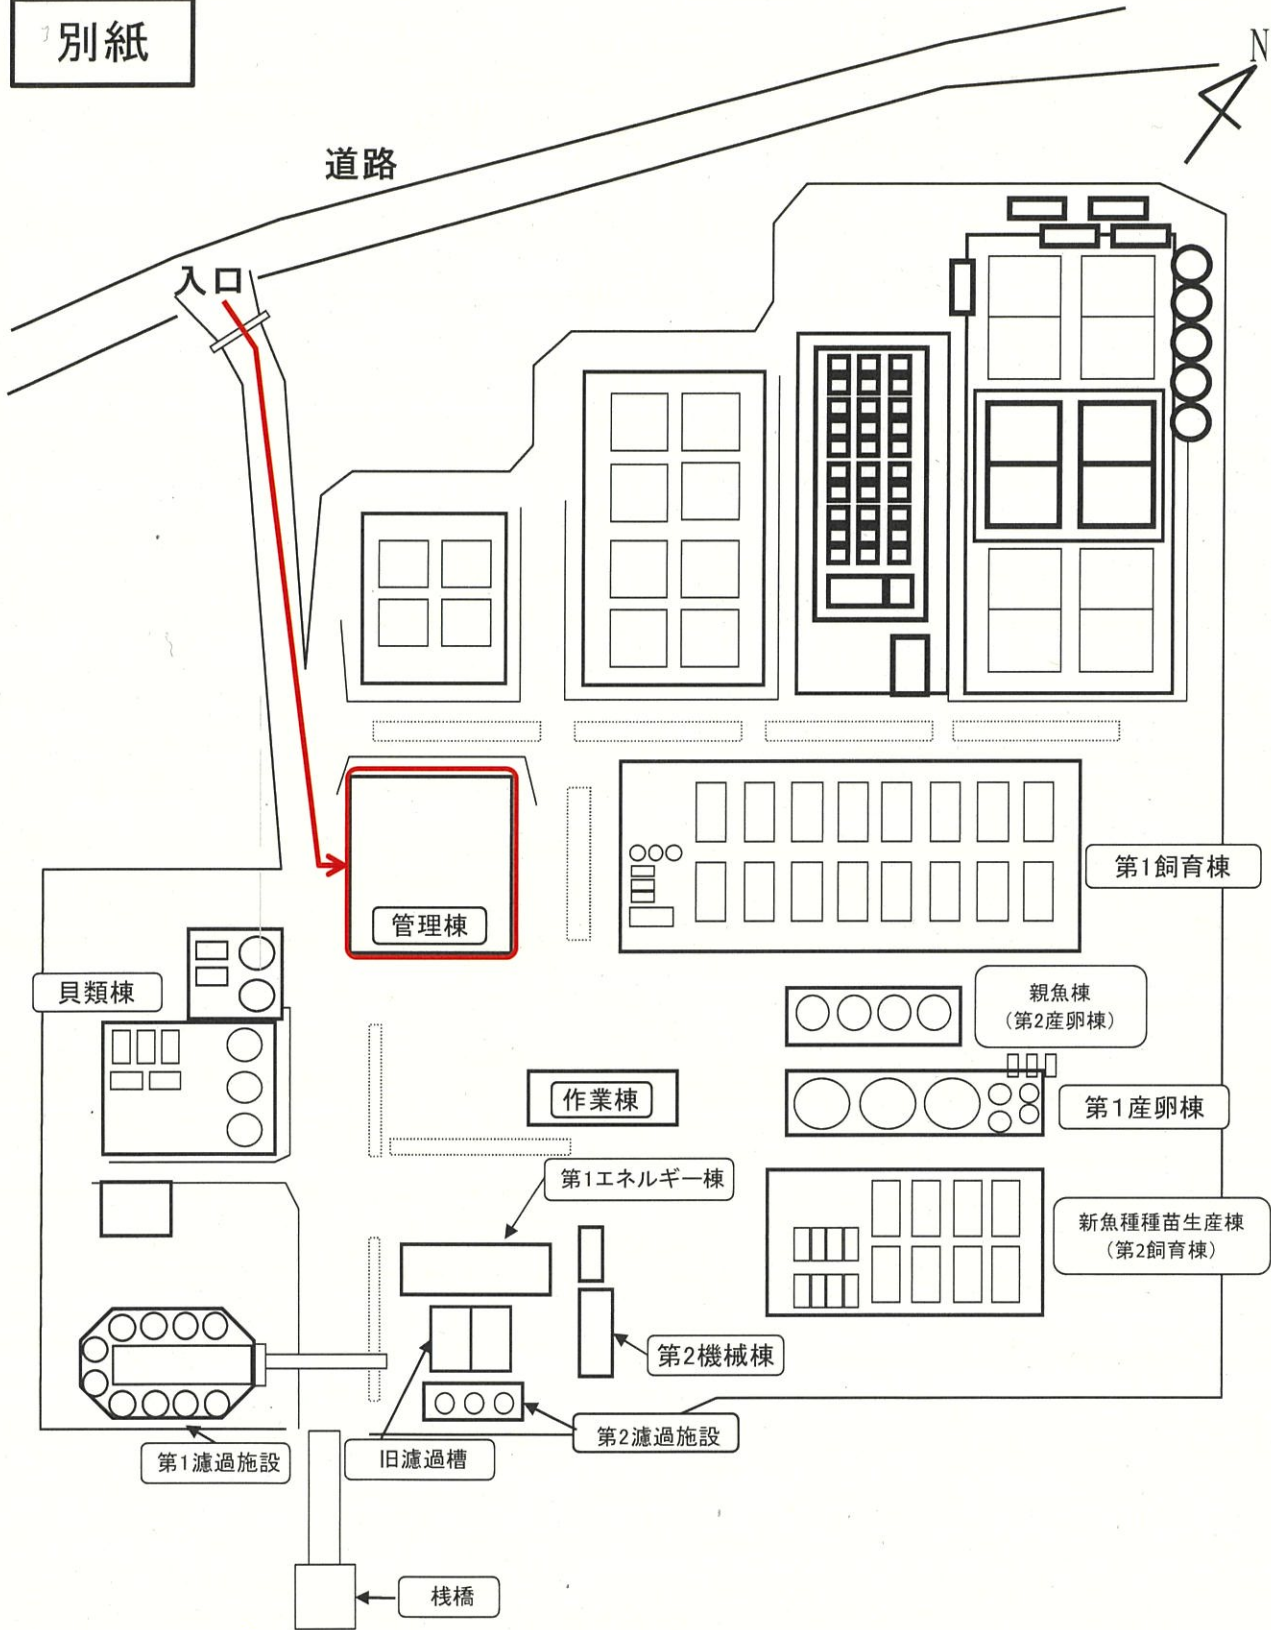 別紙
N
道路
入口
管理棟
第1飼育棟
貝類棟
親魚棟
(第2産卵棟)
作業棟
第1産卵棟
第1エネルギー棟
新魚種種苗生産棟
(第2飼育棟)
第2機械棟
第2濾過施設
旧濾過槽
第1濾過施設
桟橋